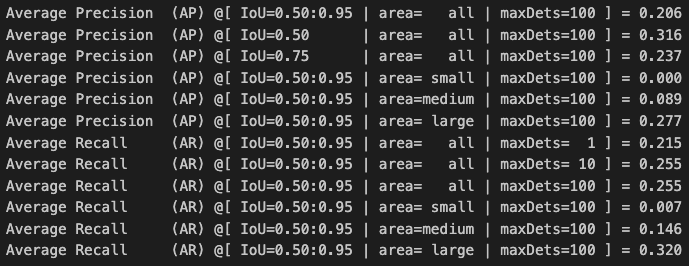 Average Precision  (AP) @[ IoU=0.50:0.95 | area=   all | maxDets=100 ] = 0.206
Average Precision  (AP) @[ IoU=0.50      | area=   all | maxDets=100 ] = 0.316
Average Precision  (AP) @[ IoU=0.75      | area=   all | maxDets=100 ] = 0.237
Average Precision  (AP) @[ IoU=0.50:0.95 | area= small | maxDets=100 ] = 0.000
Average Precision  (AP) @[ IoU=0.50:0.95 | area=medium | maxDets=100 ] = 0.089
Average Precision  (AP) @[ IoU=0.50:0.95 | area= large | maxDets=100 ] = 0.277
Average Recall     (AR) @[ IoU=0.50:0.95 | area=   all | maxDets=  1 ] = 0.215
Average Recall     (AR) @[ IoU=0.50:0.95 | area=   all | maxDets= 10 ] = 0.255
Average Recall     (AR) @[ IoU=0.50:0.95 | area=   all | maxDets=100 ] = 0.255
Average Recall     (AR) @[ IoU=0.50:0.95 | area= small | maxDets=100 ] = 0.007
Average Recall     (AR) @[ IoU=0.50:0.95 | area=medium | maxDets=100 ] = 0.146
Average Recall     (AR) @[ IoU=0.50:0.95 | area= large | maxDets=100 ] = 0.320